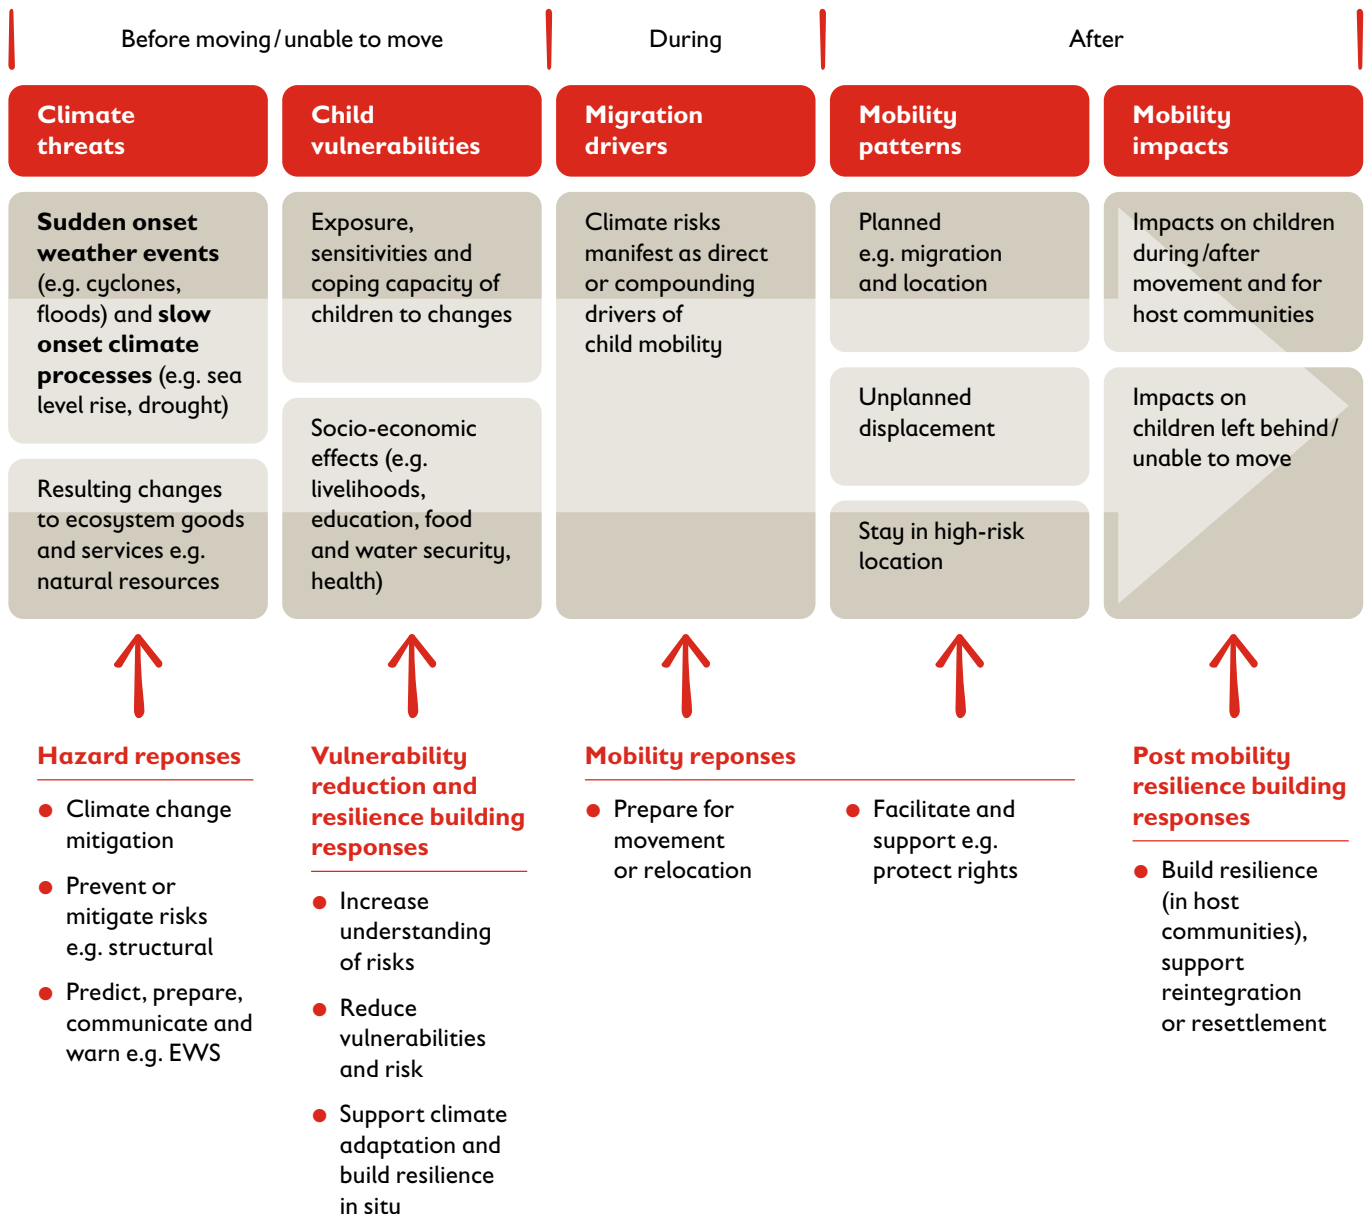 Before moving/unable to move
During
After
Climate
threats
Child
vulnerabilities
Migration
drivers
Mobility
patterns
Mobility
impacts
Sudden onset
weather events
(e.g. cyclones,
floods) and slow
onset climate
processes (e.g. sea
level rise, drought)
Resulting changes
to ecosystem goods
and services e.g.
natural resources
Exposure,
sensitivities and
coping capacity of
children to changes
Socio-economic
effects (e.g.
livelihoods,
education, food
and water security,
health)
Climate risks
manifest as direct
or compounding
drivers of
child mobility
Planned
e.g. migration
and location
Unplanned
displacement
Stay in high-risk
location
Impacts on children
during/after
movement and for
host communities
Impacts on
children left behind/
unable to move
Hazard reponses
● Climate change
mitigation
● Prevent or
mitigate risks
e.g. structural
● Predict, prepare,
communicate and
warn e.g. EWS
Vulnerability
reduction and
resilience building
responses
● Increase
understanding
of risks
● Reduce
vulnerabilities
and risk
● Support climate
adaptation and
build resilience
in situ
Mobility reponses
● Prepare for
movement
or relocation
● Facilitate and
support e.g.
protect rights
Post mobility
resilience building
responses
● Build resilience
(in host
communities),
support
reintegration
or resettlement